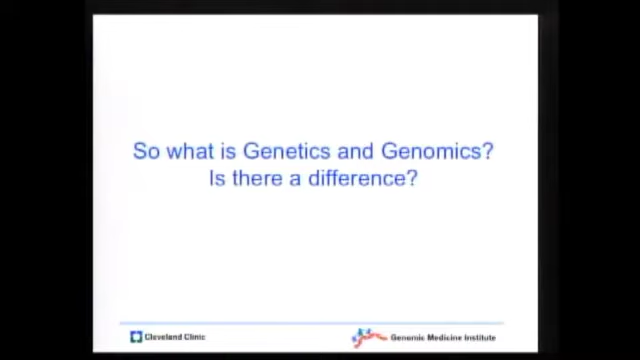 So what is Genetics and Genomics?
Is there a difference?
Cleveland Clinic
Genomic Medicine Institute